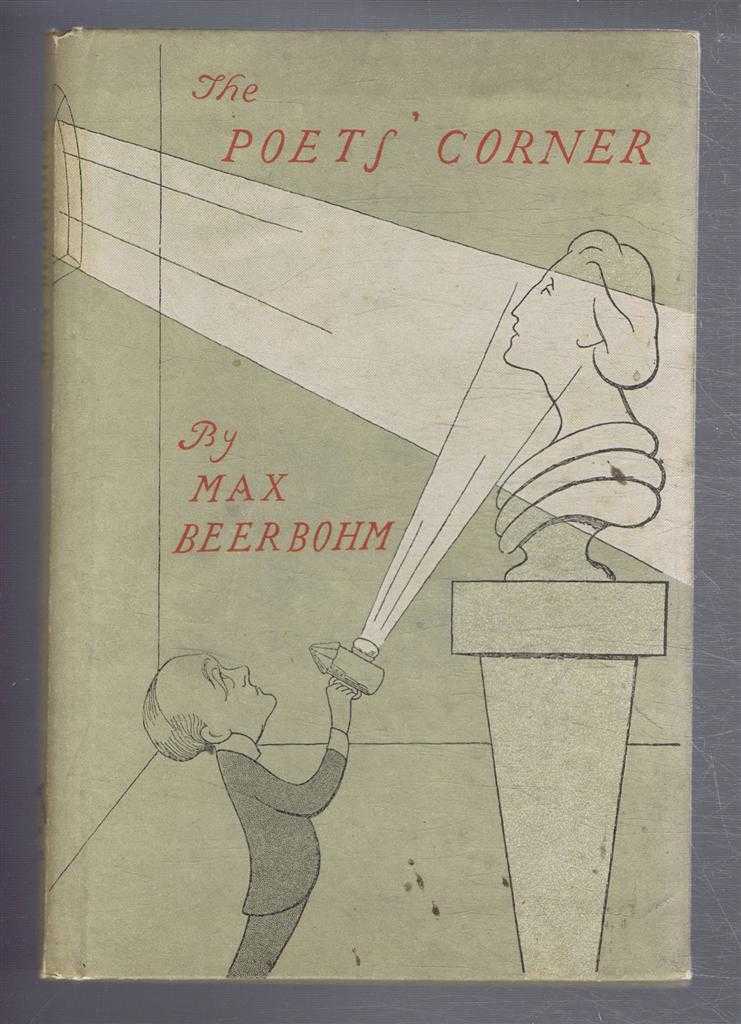 The
POETS' CORNER
By
MAX
BEERBOHM